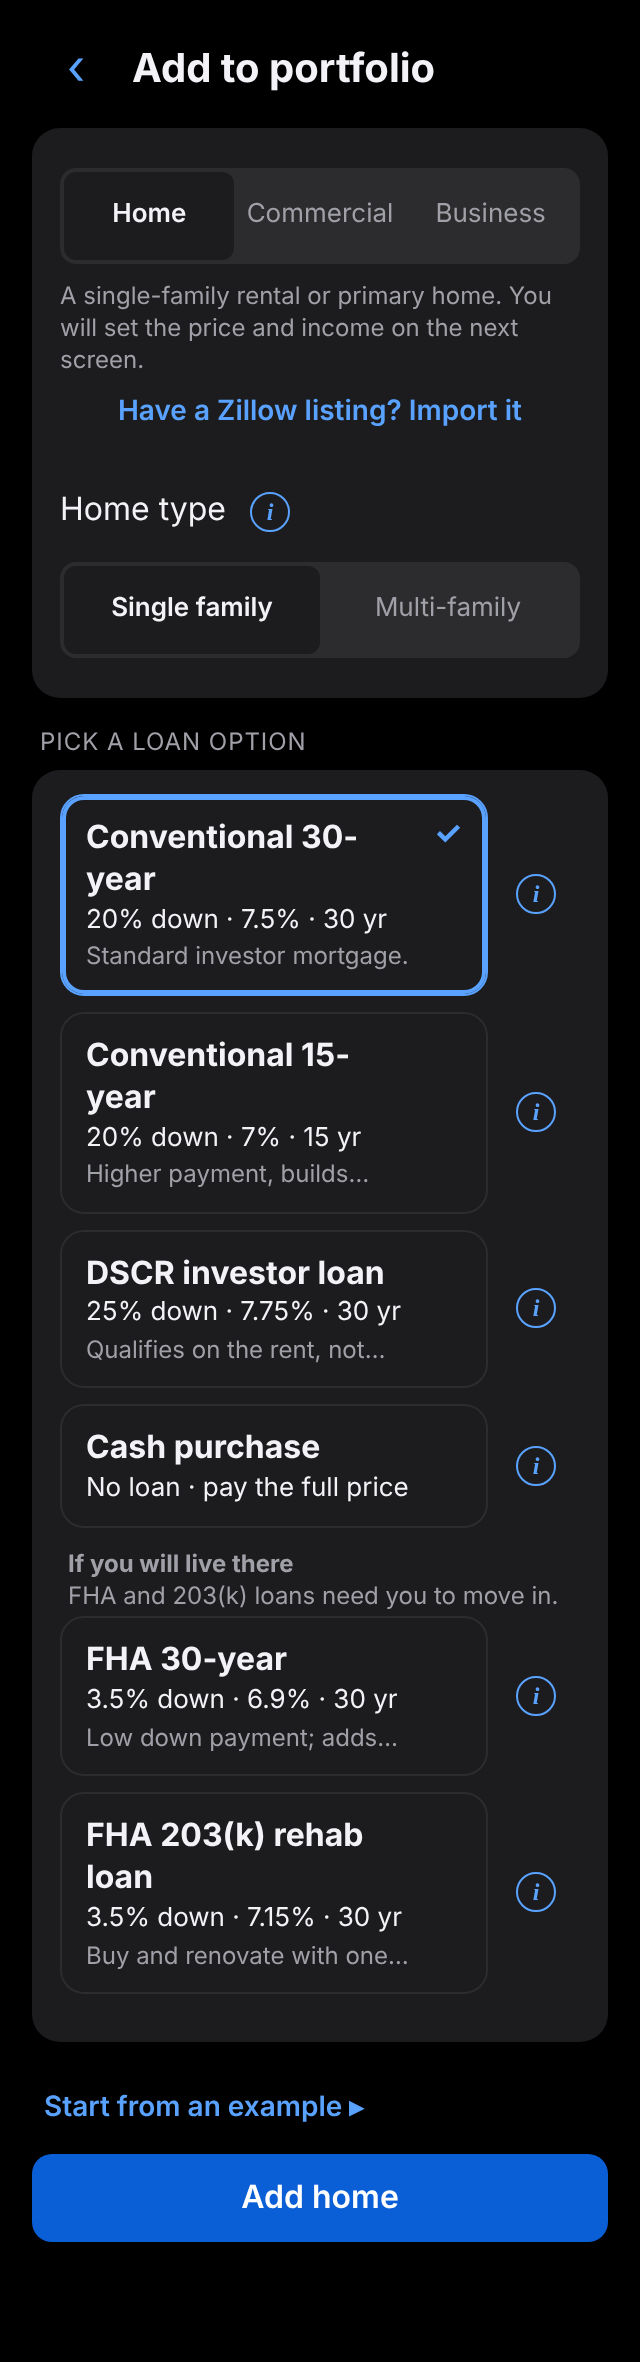 Add to portfolio
Home
Commercial
Business
A single-family rental or primary home. You
will set the price and income on the next
screen.
Have a Zillow listing? Import it
Home type
i
Single family
Multi-family
PICK A LOAN OPTION
Conventional 30-
year
20% down · 7.5% · 30 yr
Standard investor mortgage.
i
Conventional 15-
year
20% down · 7% · 15 yr
Higher payment, builds...
i
DSCR investor loan
25% down · 7.75% · 30 yr
Qualifies on the rent, not...
i
Cash purchase
No loan · pay the full price
i
If you will live there
FHA and 203(k) loans need you to move in.
FHA 30-year
3.5% down · 6.9% · 30 yr
Low down payment; adds...
i
FHA 203(k) rehab
loan
3.5% down · 7.15% · 30 yr
Buy and renovate with one...
i
Start from an example ▸
Add home